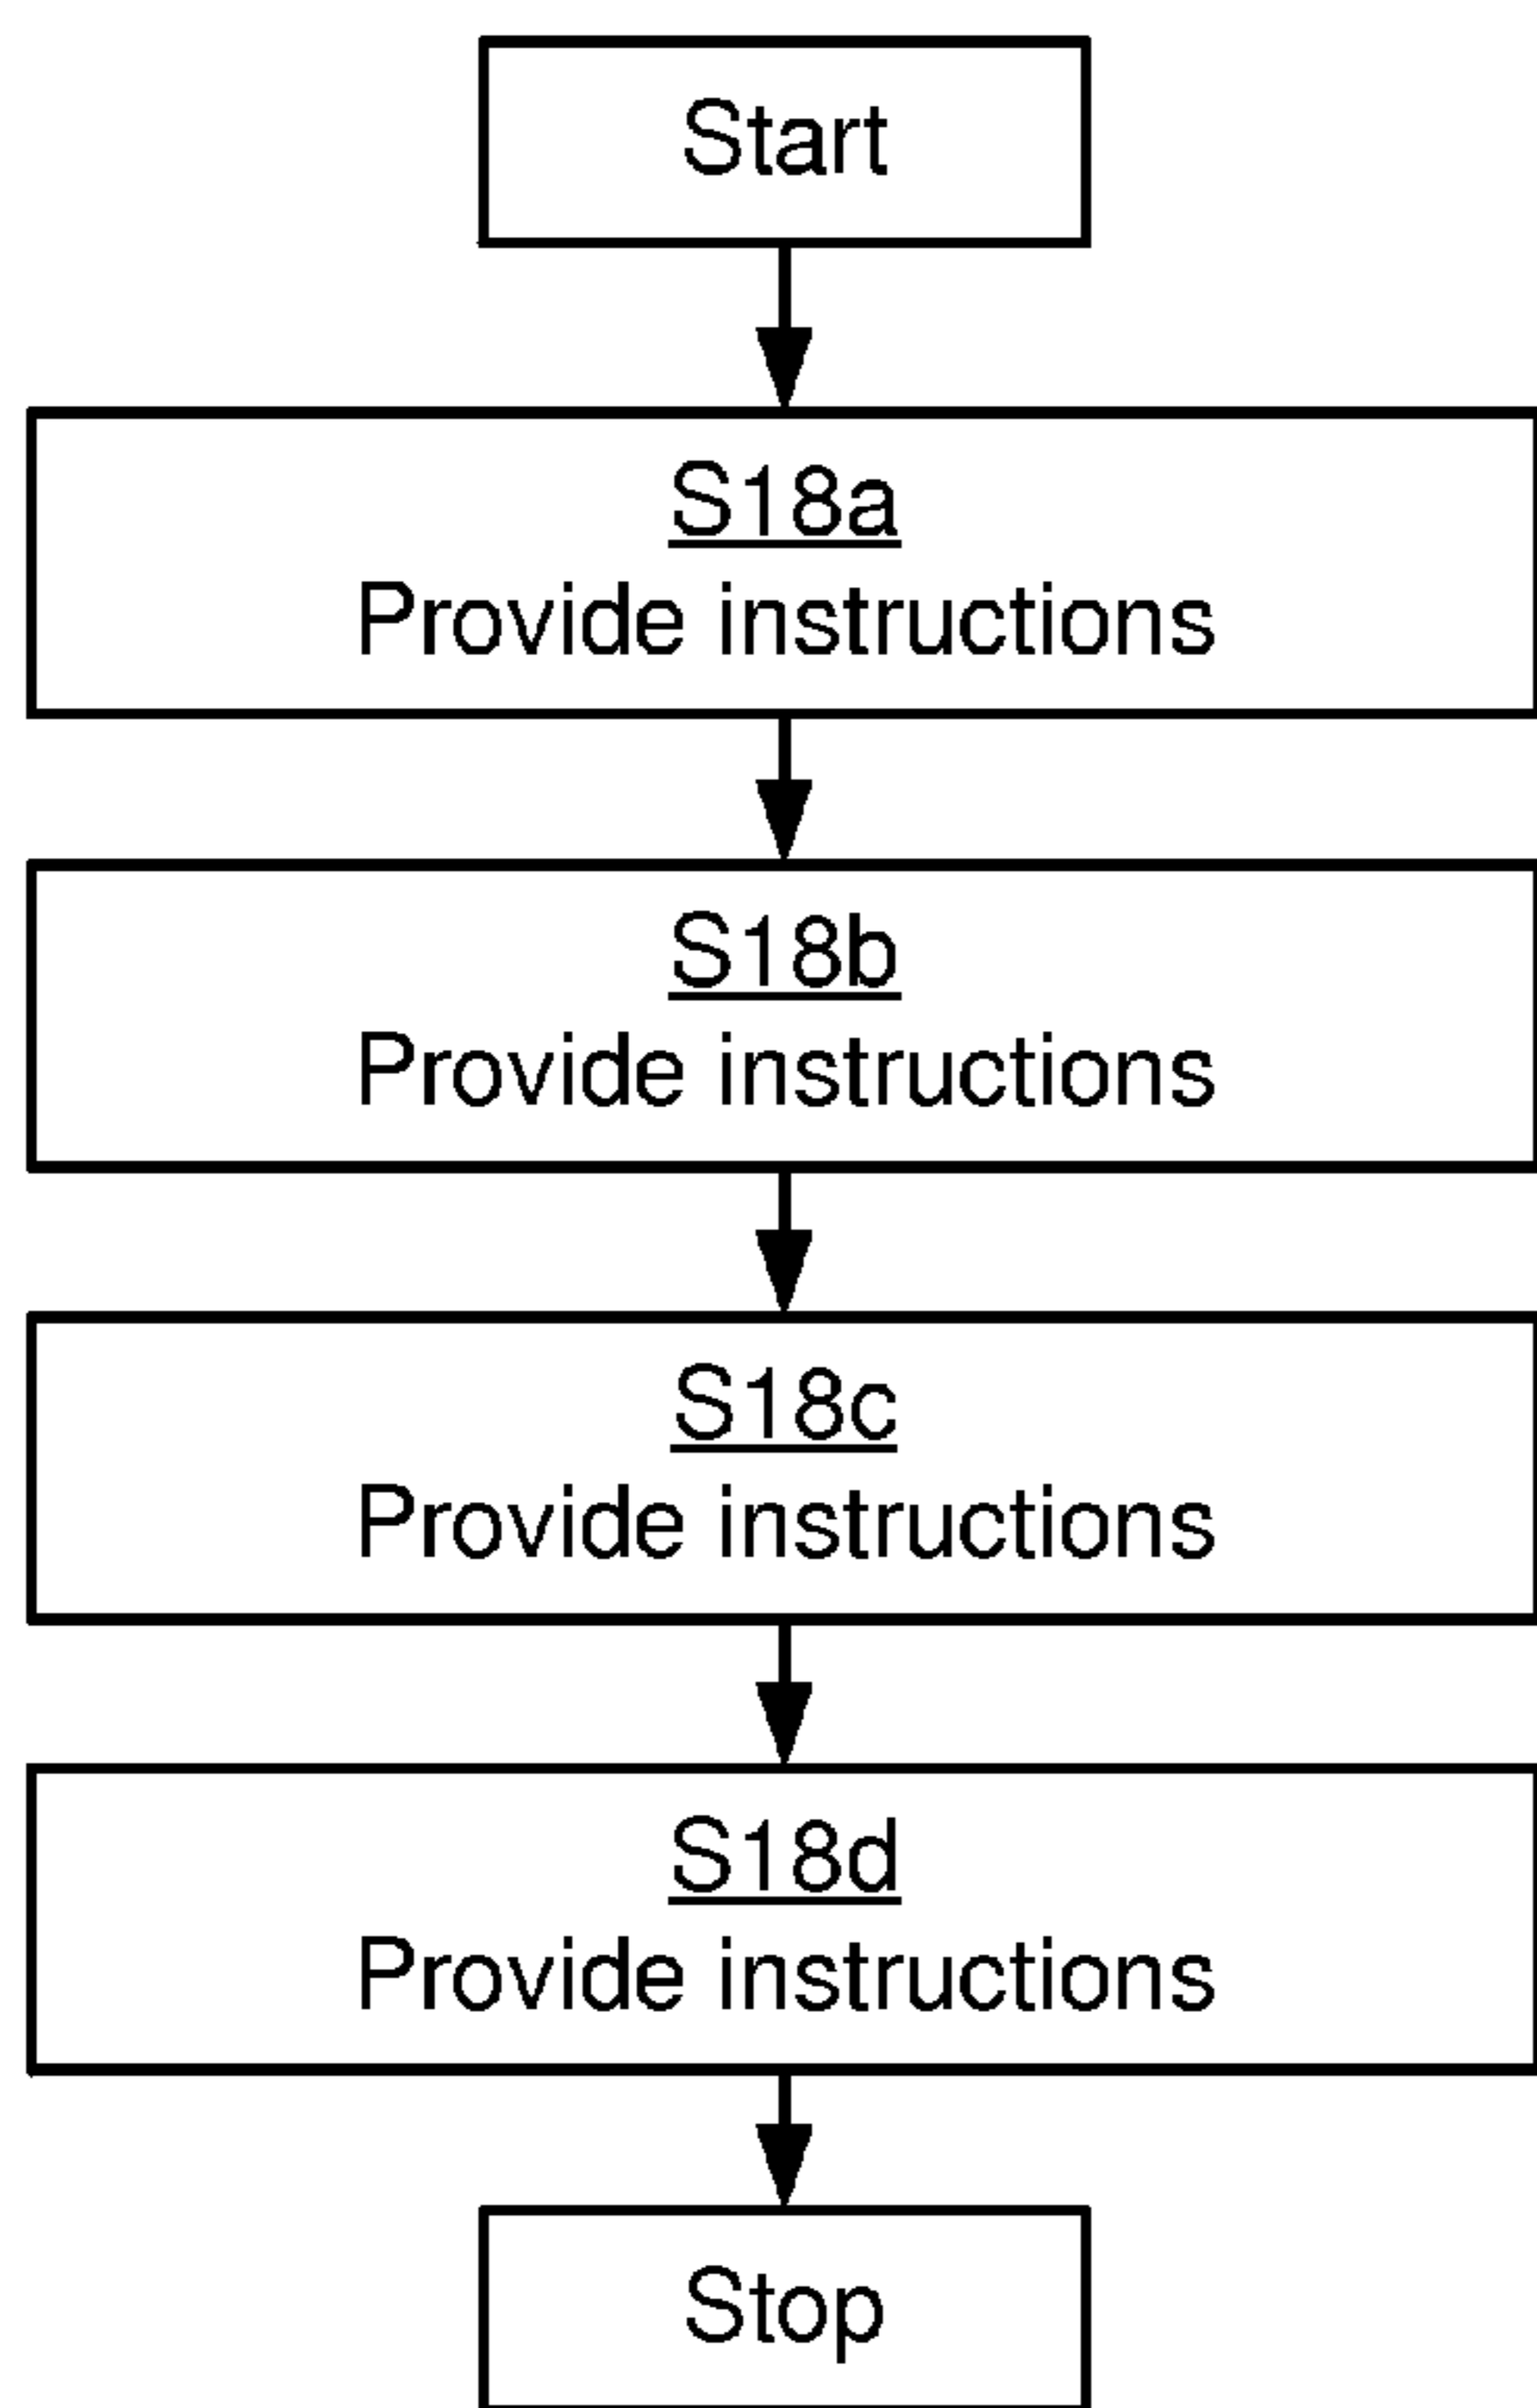 Start
S18a
Provide instructions
S18b
Provide instructions
S18c
Provide instructions
S18d
Provide instructions
Stop